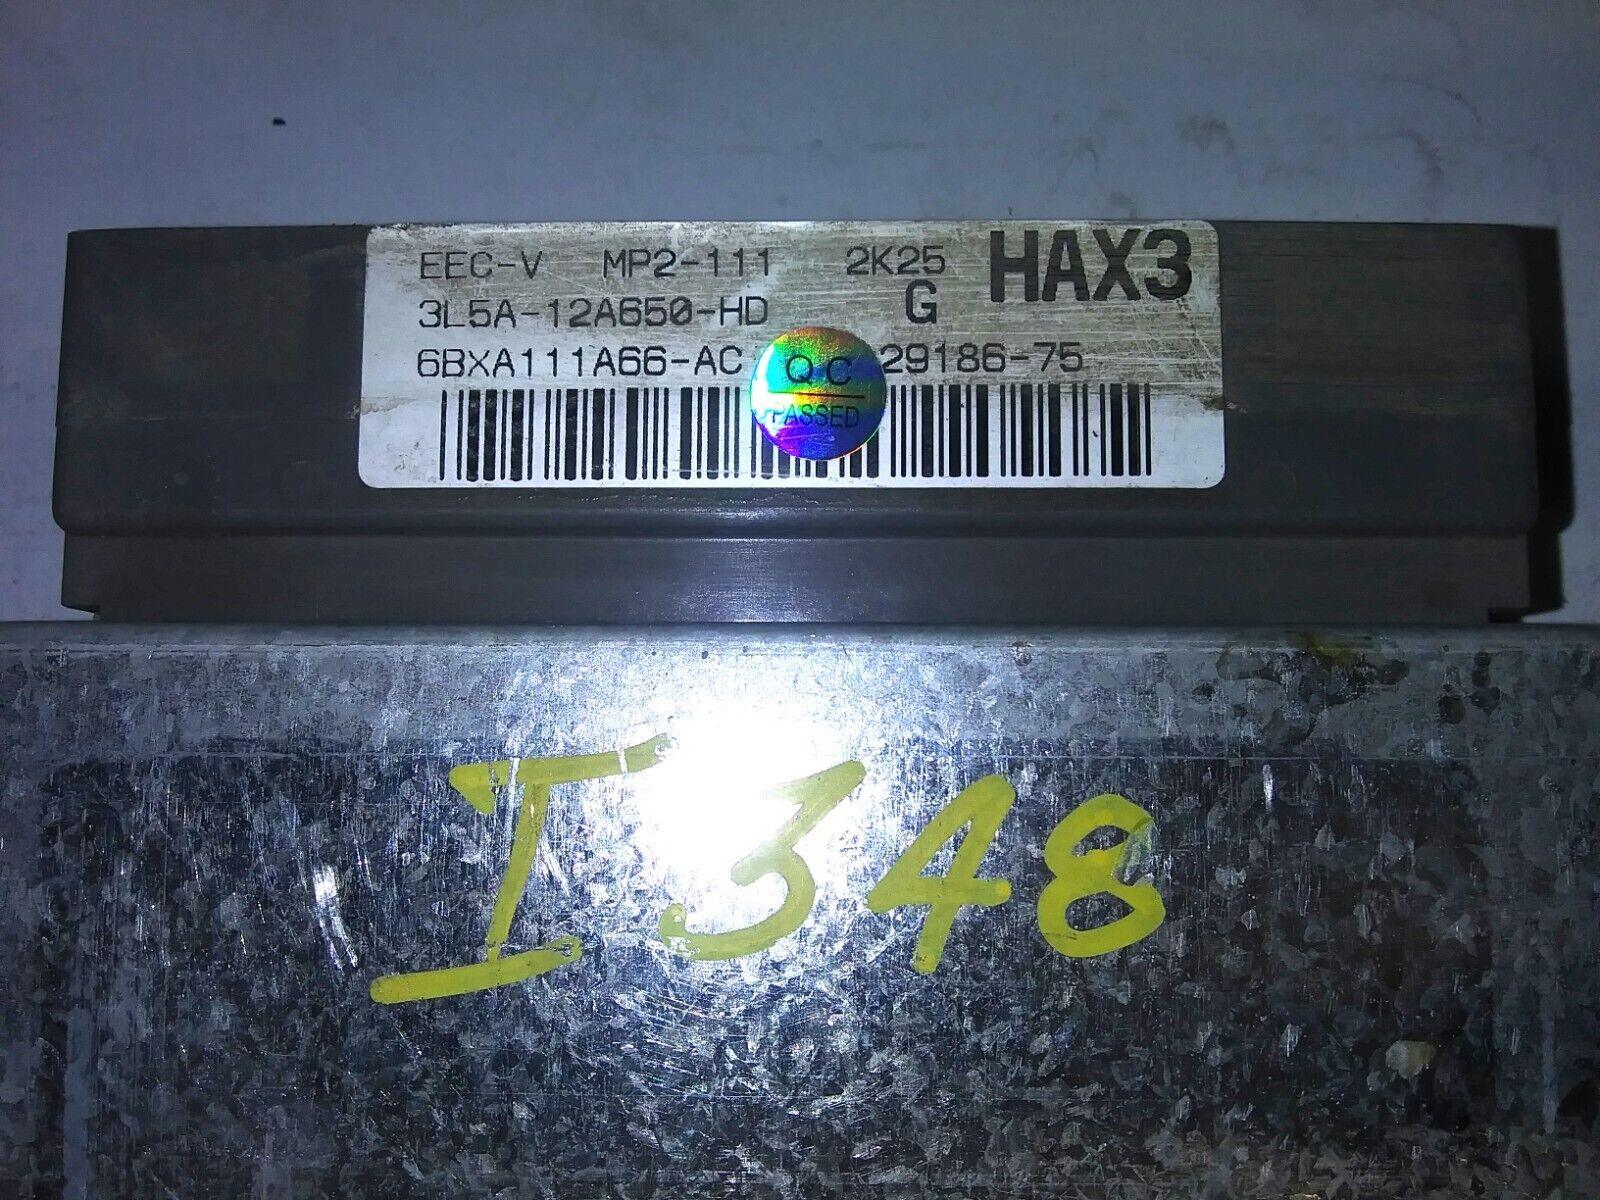 EEC-V MP2-111 2K25 HAX3
3L5A-12A650-HD G
6BXA111A66-AC 29186-75
QC
PASSED
I348